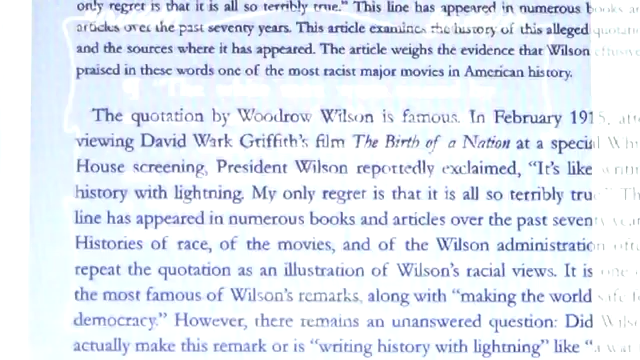 only regret is that it is all so terribly true." This line has appeared in numerous books
articles over the past seventy years. This article examines the history of this alleged
and the sources where it has appeared. The article weighs the evidence that Wilson
praised in these words one of the most racist major movies in American history.
The quotation by Woodrow Wilson is famous. In February 1915,
viewing David Wark Griffith's film The Birth of a Nation at a special
House screening, President Wilson reportedly exclaimed, "It's like
history with lightning. My only regret is that it is all so terribly true."
line has appeared in numerous books and articles over the past seventy
Histories of race, of the movies, and of the Wilson administration
repeat the quotation as an illustration of Wilson's racial views. It is one
the most famous of Wilson's remarks, along with "making the world safe
democracy." However, there remains an unanswered question: Did
actually make this remark or is "writing history with lightning" like